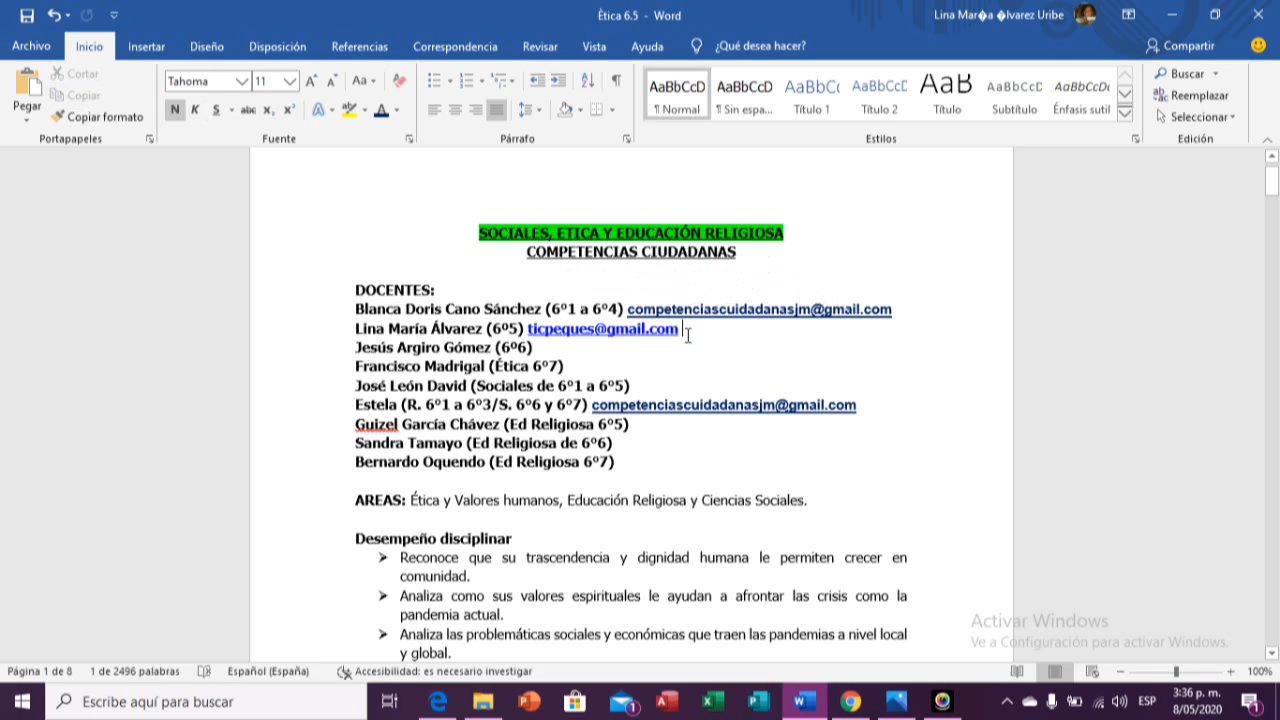 Ética 6.5 - Word
Lina Mar�a �lvarez Uribe
Archivo Inicio Insertar Diseño Disposición Referencias Correspondencia Revisar Vista Ayuda ¿Qué desea hacer? Compartir
Pegar
Cortar
Copiar
Copiar formato
Portapapeles
Tahoma 11
N K S abc x₂ x²
Fuente
Párrafo
AaBbCcD AaBbCcD AaBbCc AaBbCcC AaB AaBbCcC AaBbCcDc
¶ Normal ¶ Sin espa... Título 1 Título 2 Título Subtítulo Énfasis sutil
Estilos
Buscar
Reemplazar
Seleccionar
Edición
SOCIALES, ETICA Y EDUCACIÓN RELIGIOSA
COMPETENCIAS CIUDADANAS
DOCENTES:
Blanca Doris Cano Sánchez (6º1 a 6º4) competenciascuidadanasjm@gmail.com
Lina María Álvarez (6º5) ticpeques@gmail.com
Jesús Argiro Gómez (6º6)
Francisco Madrigal (Ética 6º7)
José León David (Sociales de 6º1 a 6º5)
Estela (R. 6º1 a 6º3/S. 6º6 y 6º7) competenciascuidadanasjm@gmail.com
Guizel García Chávez (Ed Religiosa 6º5)
Sandra Tamayo (Ed Religiosa de 6º6)
Bernardo Oquendo (Ed Religiosa 6º7)
AREAS: Ética y Valores humanos, Educación Religiosa y Ciencias Sociales.
Desempeño disciplinar
➤ Reconoce que su trascendencia y dignidad humana le permiten crecer en
comunidad.
➤ Analiza como sus valores espirituales le ayudan a afrontar las crisis como la
pandemia actual.
➤ Analiza las problemáticas sociales y económicas que traen las pandemias a nivel local
y global.
Activar Windows
Ve a Configuración para activar Windows.
Página 1 de 8 1 de 2496 palabras Español (España) Accesibilidad: es necesario investigar 100%
Escribe aquí para buscar
ESP
3:36 p. m.
8/05/2020